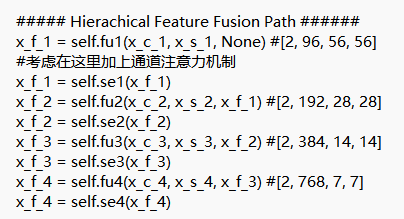 ##### Hierachical Feature Fusion Path ######
x_f_1 = self.fu1(x_c_1, x_s_1, None) #[2, 96, 56, 56]
#考虑在这里加上通道注意力机制
x_f_1 = self.se1(x_f_1)
x_f_2 = self.fu2(x_c_2, x_s_2, x_f_1) #[2, 192, 28, 28]
x_f_2 = self.se2(x_f_2)
x_f_3 = self.fu3(x_c_3, x_s_3, x_f_2) #[2, 384, 14, 14]
x_f_3 = self.se3(x_f_3)
x_f_4 = self.fu4(x_c_4, x_s_4, x_f_3) #[2, 768, 7, 7]
x_f_4 = self.se4(x_f_4)